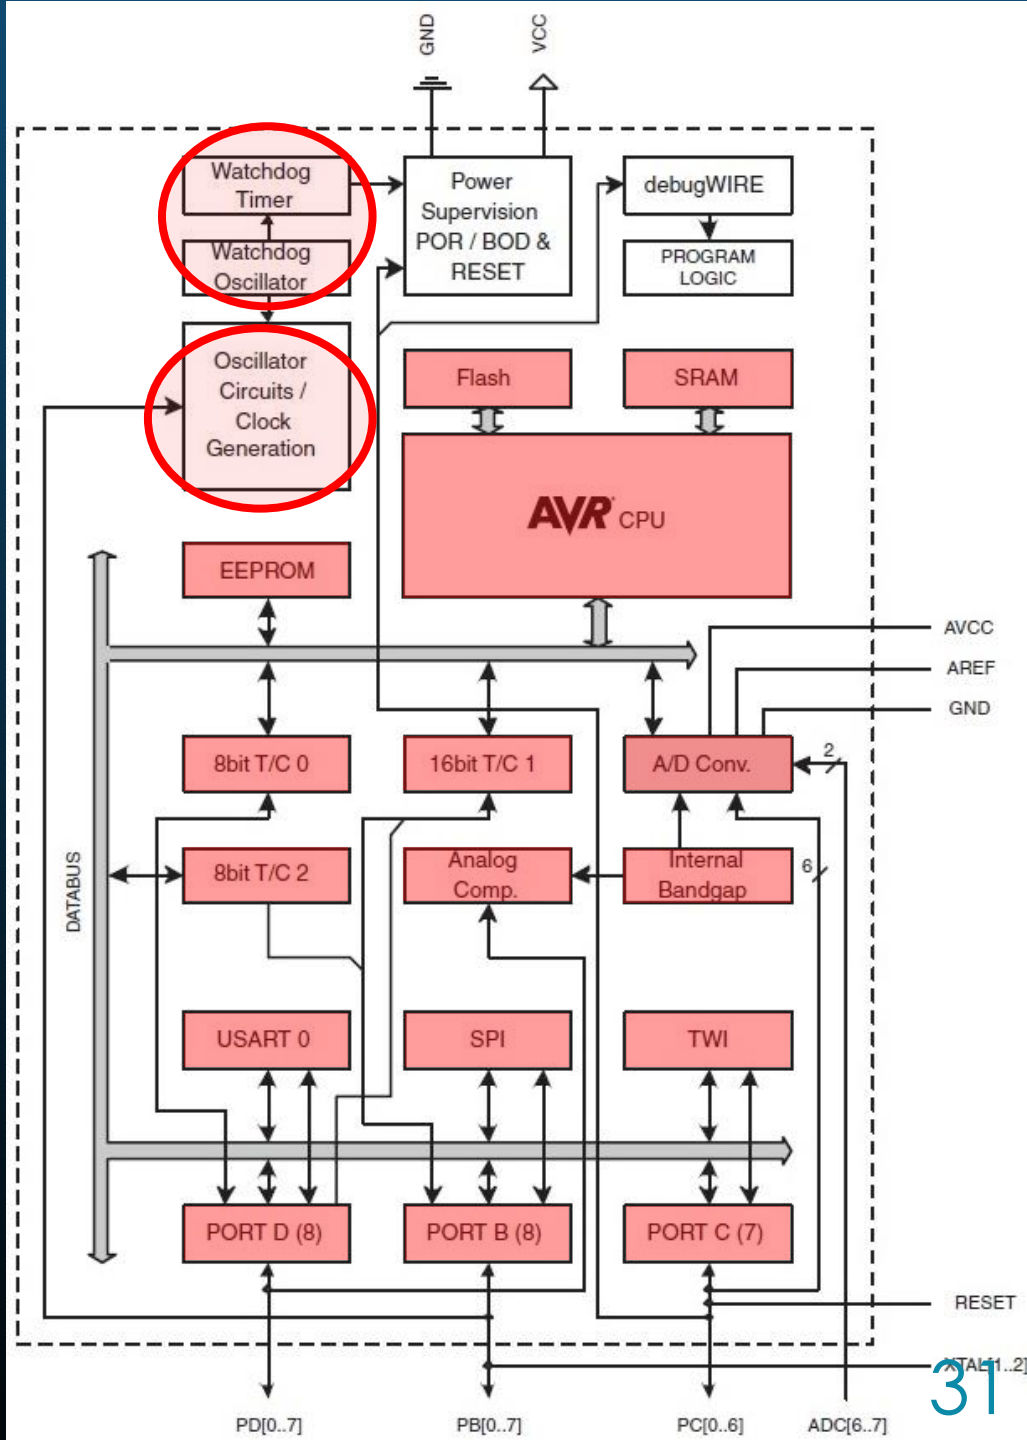 GND
VCC
Watchdog
Timer
Watchdog
Oscillator
Power
Supervision
POR / BOD &
RESET
debugWIRE
PROGRAM
LOGIC
Oscillator
Circuits /
Clock
Generation
Flash
SRAM
AVR® CPU
EEPROM
AVCC
AREF
GND
8bit T/C 0
16bit T/C 1
A/D Conv.
2
DATABUS
8bit T/C 2
Analog
Comp.
Internal
Bandgap
6
USART 0
SPI
TWI
PORT D (8)
PORT B (8)
PORT C (7)
RESET
XTAL[1..2]
31
PD[0..7]
PB[0..7]
PC[0..6]
ADC[6..7]